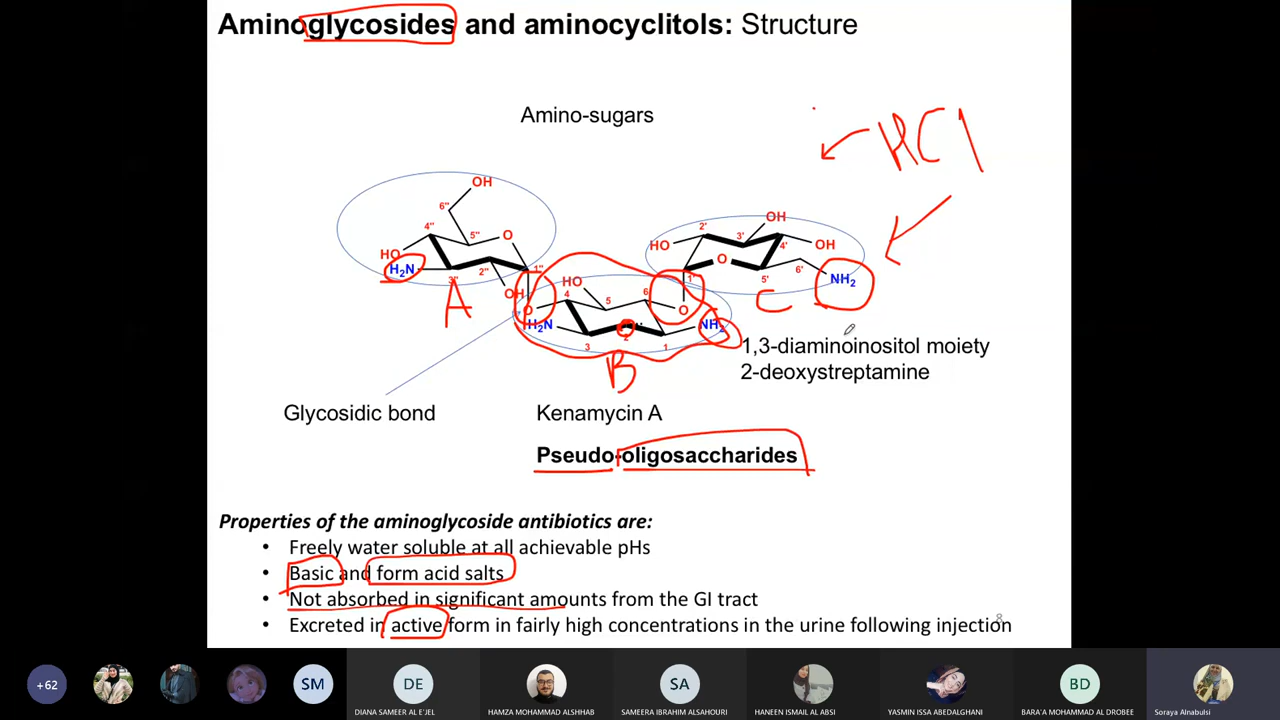 Aminoglycosides and aminocyclitols: Structure
Amino-sugars
HCl
OH
6''
4''
5''
O
HO
H₂N
3''
2''
1''
OH
A
O
HO
4
5
6
H₂N
3
2
1
NH₂
B
O
1''
HO
2'
3'
OH
4'
OH
O
5'
6'
NH₂
C
1,3-diaminoinositol moiety
2-deoxystreptamine
Glycosidic bond
Kenamycin A
Pseudo-oligosaccharides
Properties of the aminoglycoside antibiotics are:
• Freely water soluble at all achievable pHs
• Basic and form acid salts
• Not absorbed in significant amounts from the GI tract
• Excreted in active form in fairly high concentrations in the urine following injection
8
+62
SM
DE
DIANA SAMEER AL E'JEL
HAMZA MOHAMMAD ALSHHAB
SA
SAMEERA IBRAHIM ALSAHOURI
HANEEN ISMAIL AL ABSI
YASMIN ISSA ABEDALGHANI
BD
BARA'A MOHAMMAD AL DROBEE
Soraya Alnabulsi